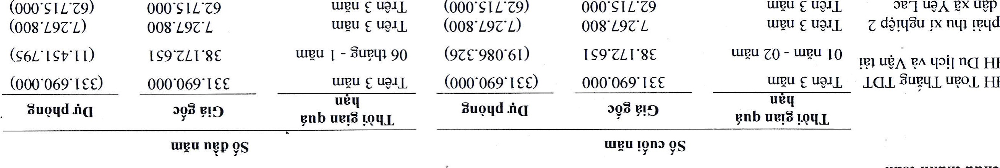 Số cuối năm Số đầu năm
Thời gian quá hạn Giá gốc Dự phòng Thời gian quá hạn Giá gốc Dự phòng
HH Toàn Thắng TDT Trên 3 năm 331.690.000 (331.690.000) Trên 3 năm 331.690.000 (331.690.000)
HH Du lịch và Vận tải 01 năm - 02 năm 38.172.651 (19.086.326) 06 tháng - 1 năm 38.172.651 (11.451.795)
phải thu xí nghiệp 2 Trên 3 năm 7.267.800 (7.267.800) Trên 3 năm 7.267.800 (7.267.800)
dân xã Yên Lạc Trên 3 năm 62.715.000 (62.715.000) Trên 3 năm 62.715.000 (62.715.000)